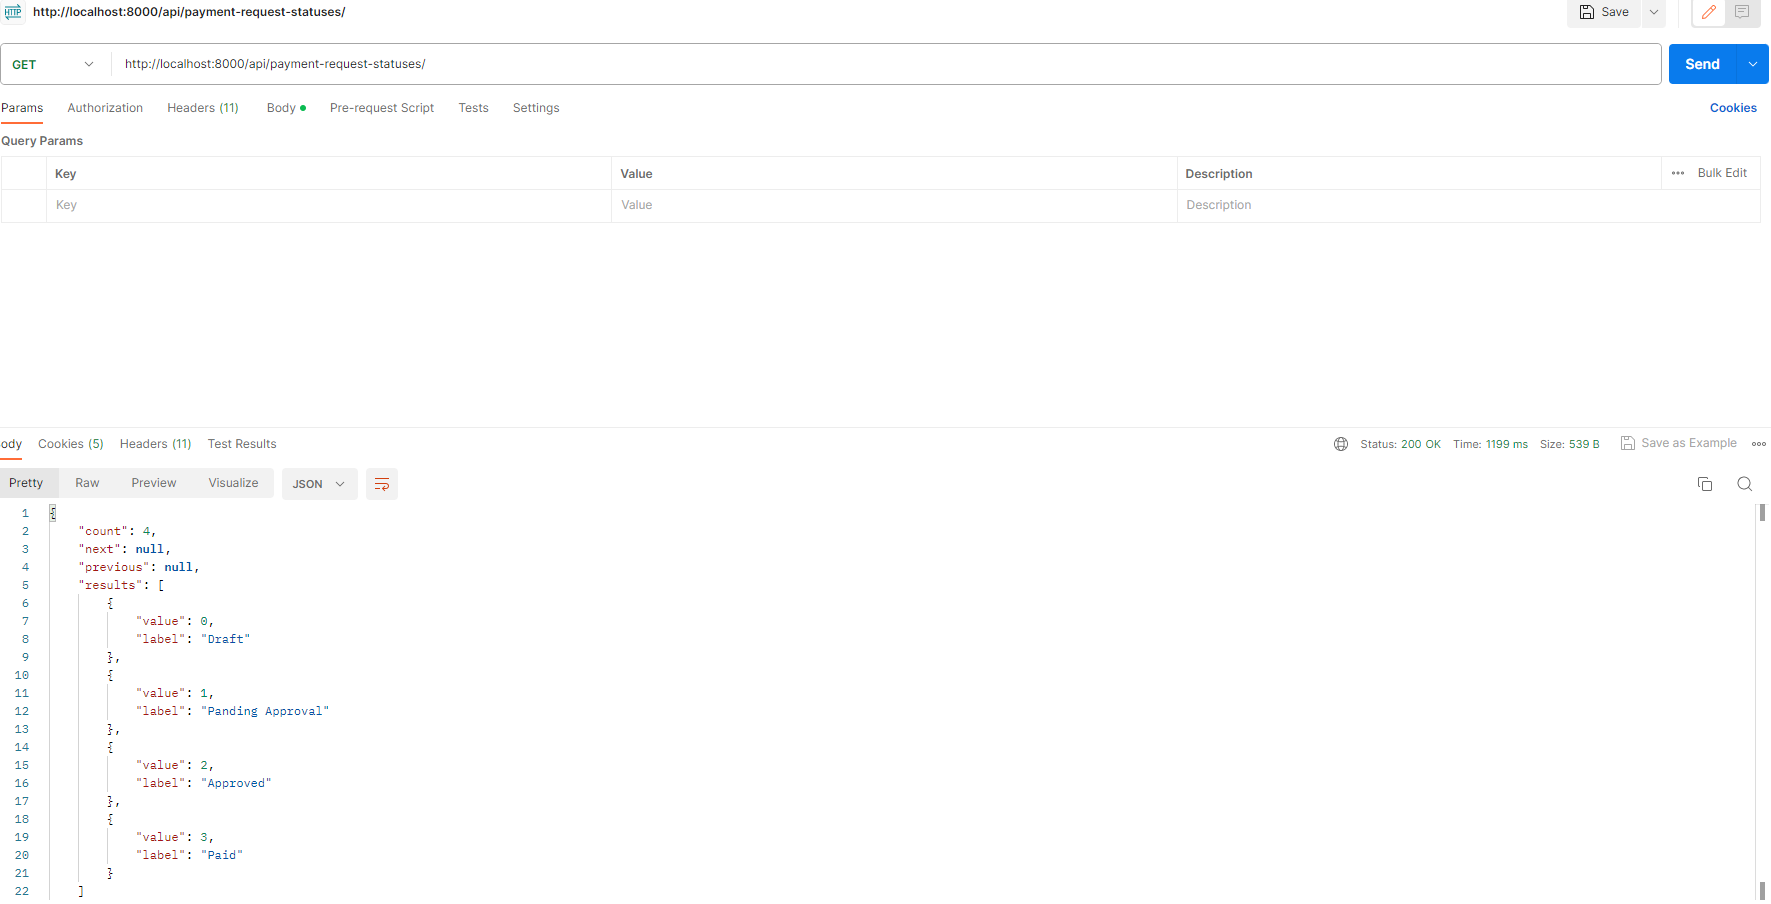 HTTP http://localhost:8000/api/payment-request-statuses/ Save
GET http://localhost:8000/api/payment-request-statuses/ Send
Params Authorization Headers (11) Body Pre-request Script Tests Settings Cookies
Query Params
Key Value Description Bulk Edit
Key Value Description
ody Cookies (5) Headers (11) Test Results Status: 200 OK Time: 1199 ms Size: 539 B Save as Example
Pretty Raw Preview Visualize JSON
1 {
2 "count": 4,
3 "next": null,
4 "previous": null,
5 "results": [
6 {
7 "value": 0,
8 "label": "Draft"
9 },
10 {
11 "value": 1,
12 "label": "Panding Approval"
13 },
14 {
15 "value": 2,
16 "label": "Approved"
17 },
18 {
19 "value": 3,
20 "label": "Paid"
21 }
22 ]